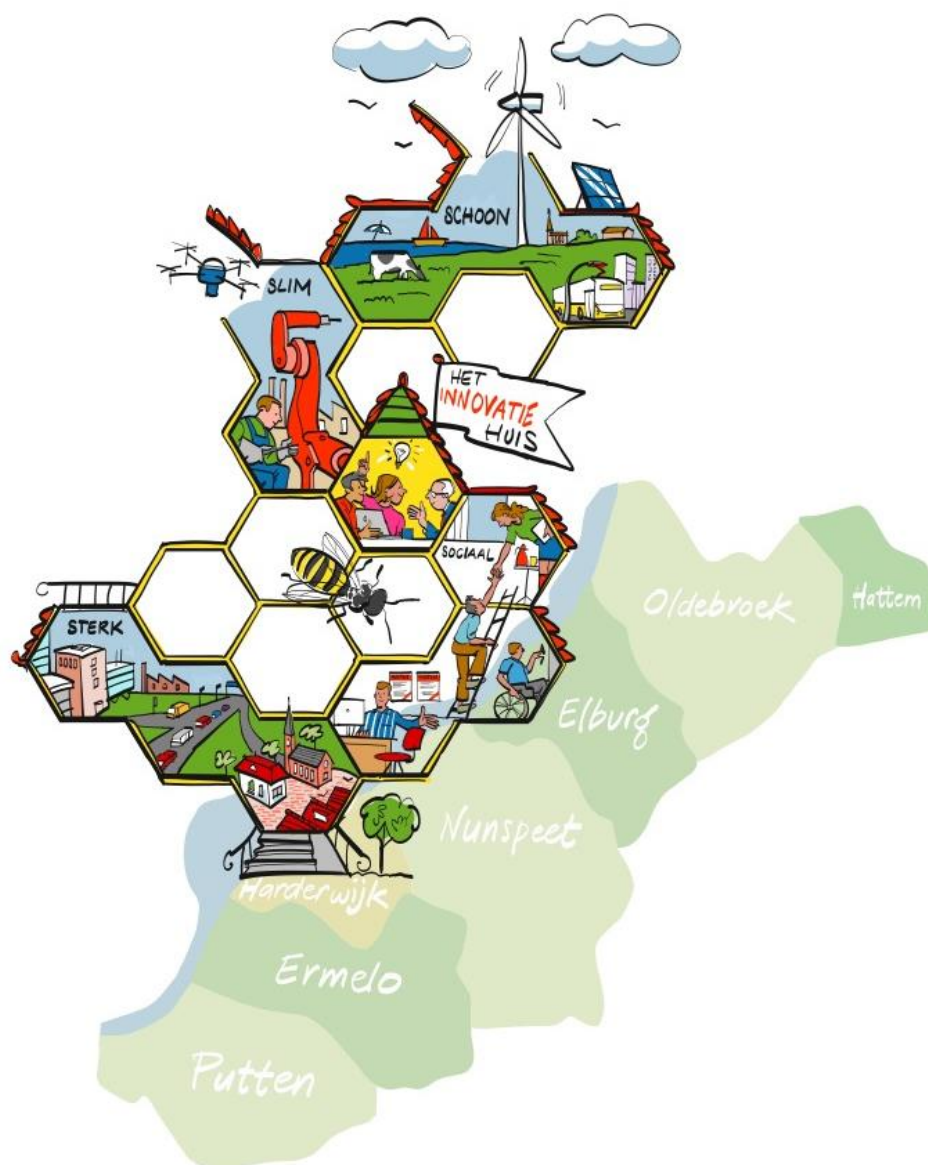 SCHOON
SLIM
HET
INNOVATIE
HUIS
SOCIAAL
STERK
Oldebroek
Hattem
Elburg
Nunspeet
Harderwijk
Ermelo
Putten